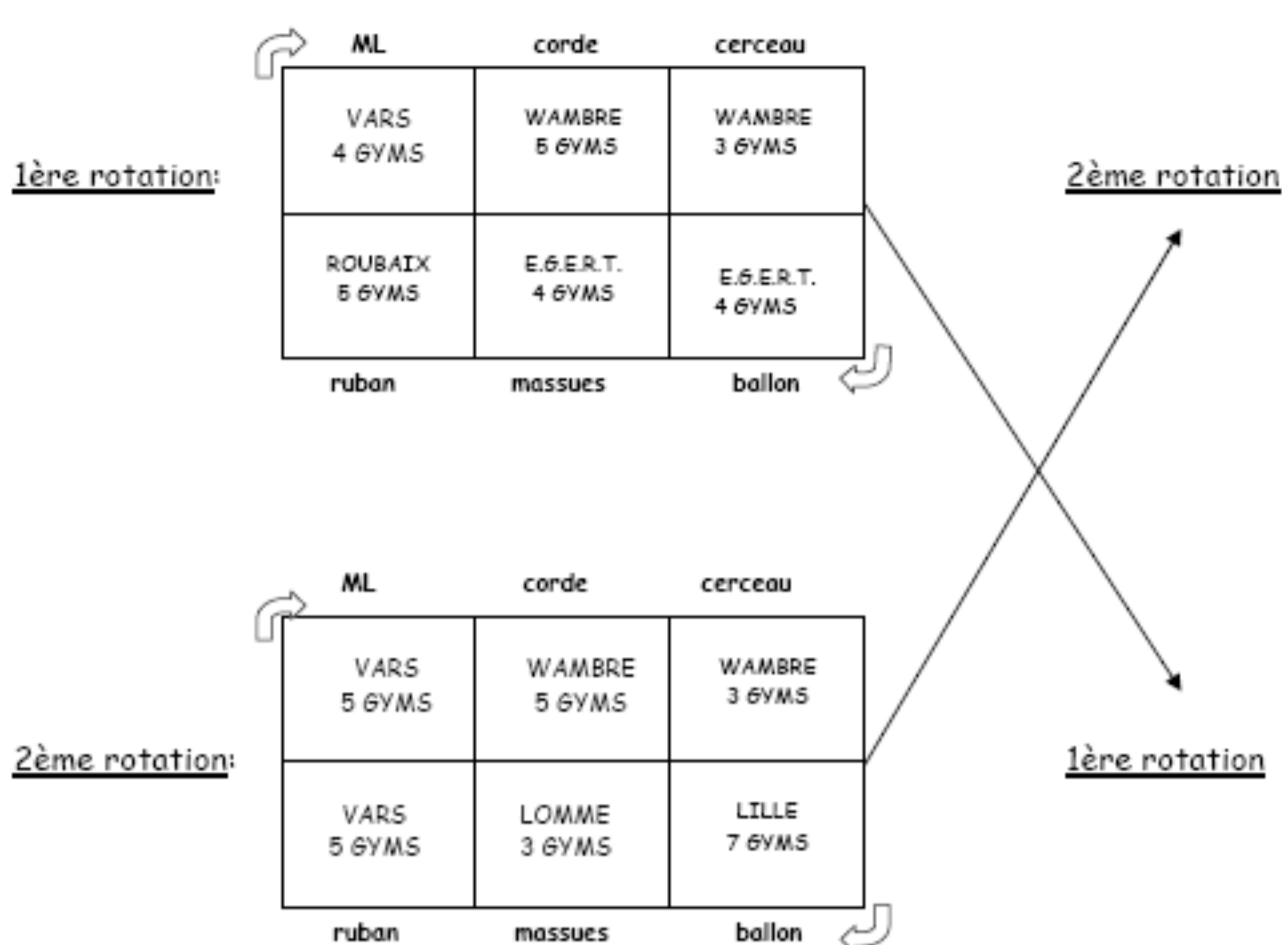 ML corde cerceau
VARS WAMBRE WAMBRE
4 GYMS 5 GYMS 3 GYMS
1ère rotation: 2ème rotation
ROUBAIX E.G.E.R.T. E.G.E.R.T.
5 GYMS 4 GYMS 4 GYMS
ruban massues ballon
ML corde cerceau
VARS WAMBRE WAMBRE
5 GYMS 5 GYMS 3 GYMS
2ème rotation: 1ère rotation
VARS LOMME LILLE
5 GYMS 3 GYMS 7 GYMS
ruban massues ballon